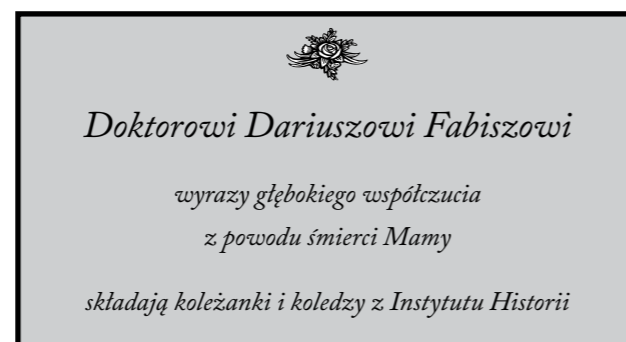 Doktorowi Dariuszowi Fabiszowi
wyrazy głębokiego współczucia
z powodu śmierci Mamy
składają koleżanki i koledzy z Instytutu Historii